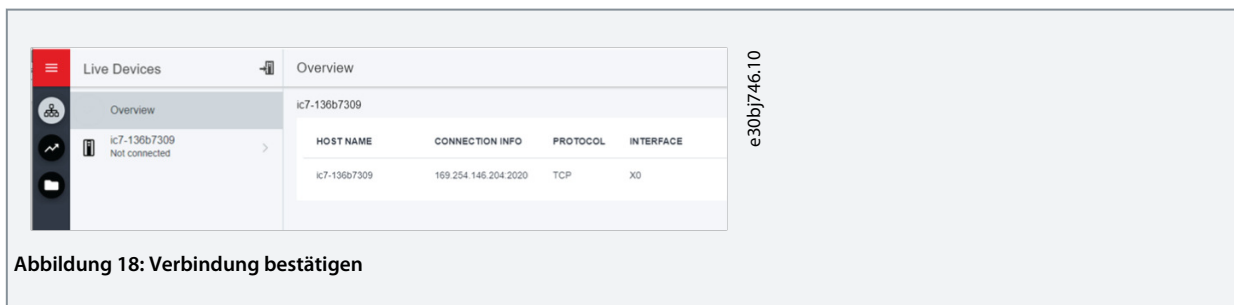 Live Devices
Overview
Overview
ic7-136b7309
ic7-136b7309
Not connected
HOST NAME CONNECTION INFO PROTOCOL INTERFACE
ic7-136b7309 169.254.146.204:2020 TCP X0
e30bj746.10
Abbildung 18: Verbindung bestätigen